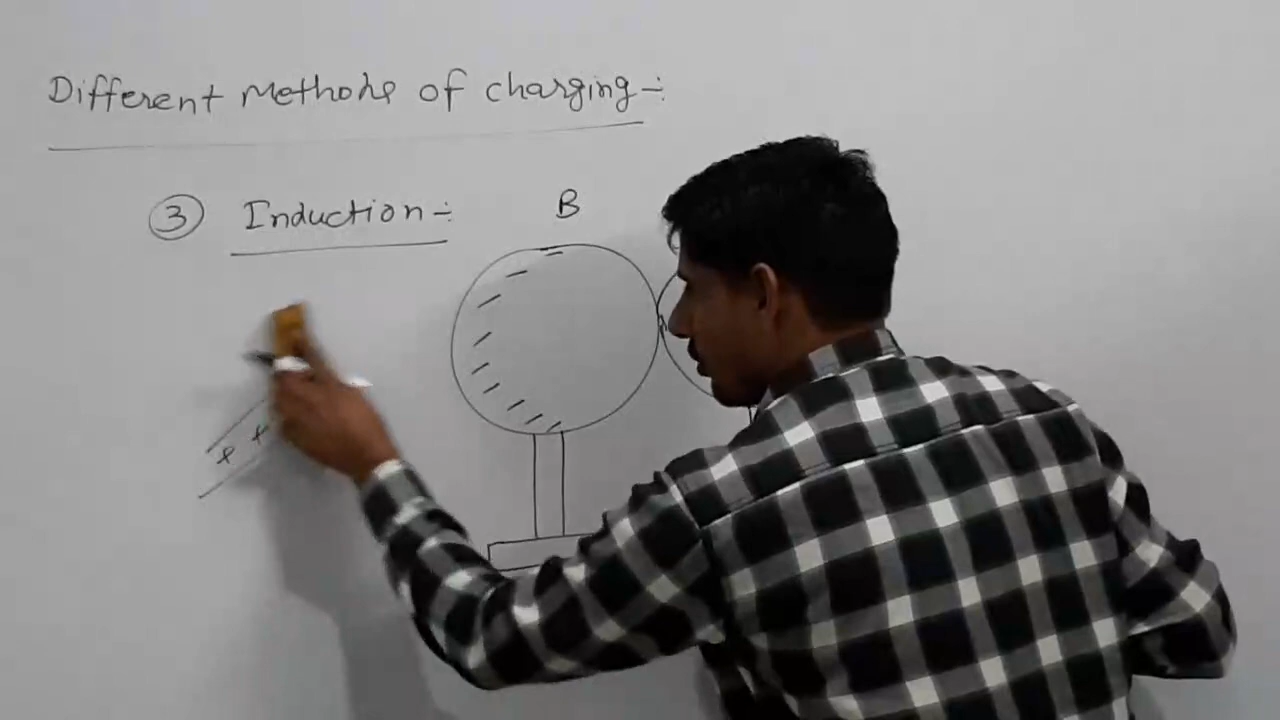 Different Methods of charging-:
③ Induction-:
B
+ +